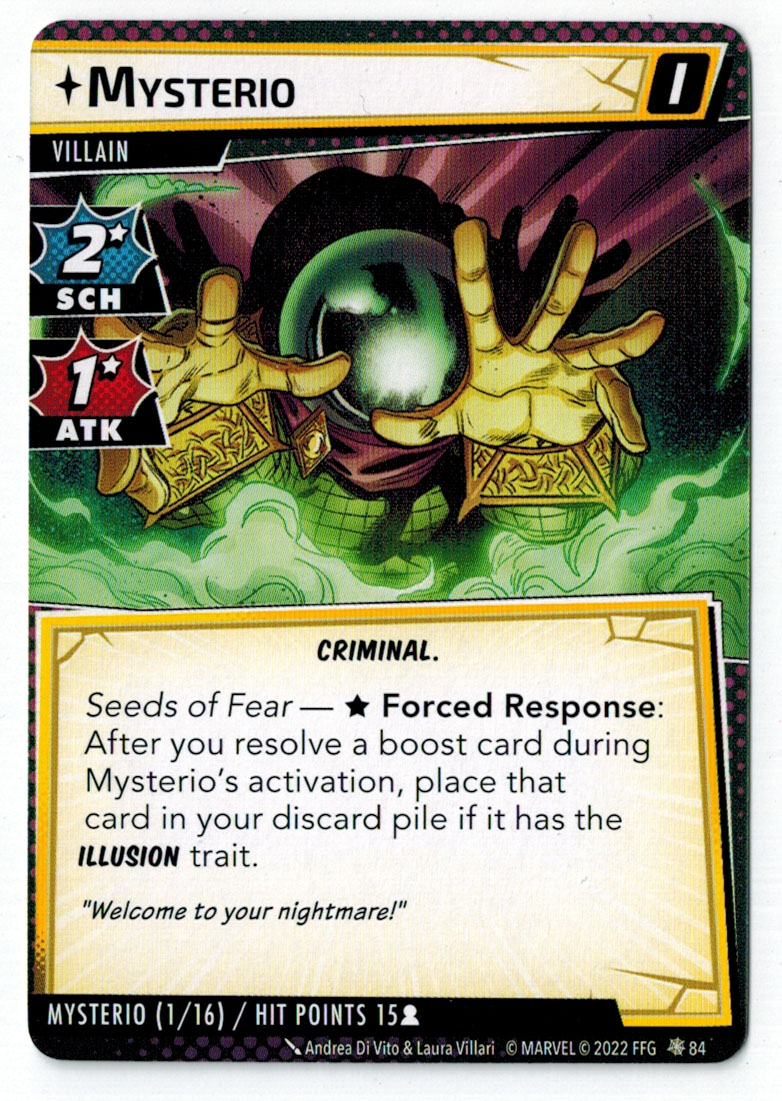 MYSTERIO
I
VILLAIN
2
SCH
1
ATK
CRIMINAL.
Seeds of Fear — ★ Forced Response:
After you resolve a boost card during
Mysterio's activation, place that
card in your discard pile if it has the
ILLUSION trait.
"Welcome to your nightmare!"
MYSTERIO (1/16) / HIT POINTS 15
Andrea Di Vito & Laura Villari © MARVEL © 2022 FFG 84